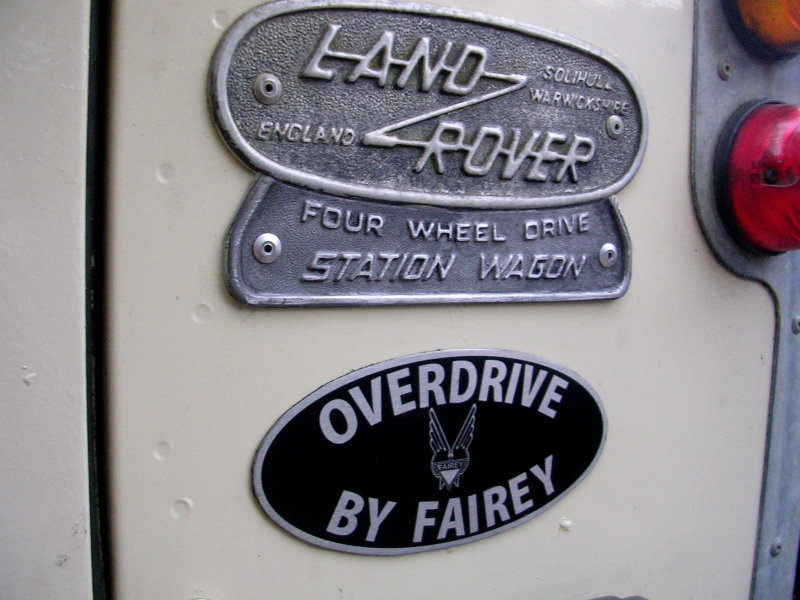 LAND
SOLIHULL
WARWICKSHIRE
ENGLAND
ROVER
FOUR WHEEL DRIVE
STATION WAGON
OVERDRIVE
FAIREY
BY FAIREY